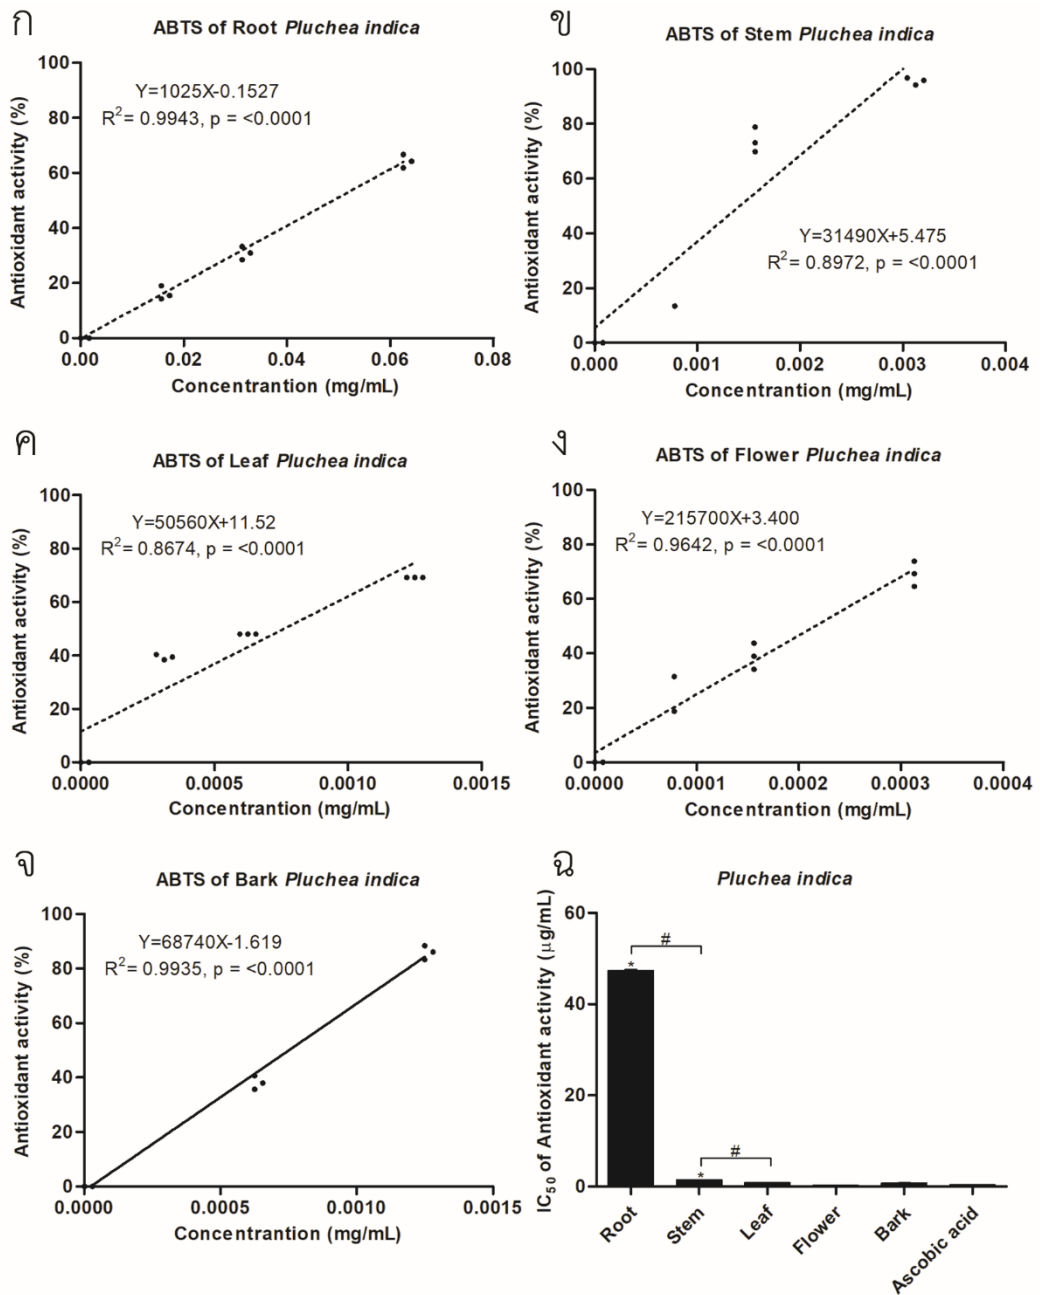 ก
ABTS of Root Pluchea indica
Y=1025X-0.1527
R²= 0.9943, p = <0.0001
Antioxidant activity (%)
100
80
60
40
20
0
0.00 0.02 0.04 0.06 0.08
Concentrantion (mg/mL)
ข
ABTS of Stem Pluchea indica
Y=31490X+5.475
R²= 0.8972, p = <0.0001
Antioxidant activity (%)
100
80
60
40
20
0
0.000 0.001 0.002 0.003 0.004
Concentrantion (mg/mL)
ค
ABTS of Leaf Pluchea indica
Y=50560X+11.52
R²= 0.8674, p = <0.0001
Antioxidant activity (%)
100
80
60
40
20
0
0.0000 0.0005 0.0010 0.0015
Concentrantion (mg/mL)
ง
ABTS of Flower Pluchea indica
Y=215700X+3.400
R²= 0.9642, p = <0.0001
Antioxidant activity (%)
100
80
60
40
20
0
0.0000 0.0001 0.0002 0.0003 0.0004
Concentrantion (mg/mL)
จ
ABTS of Bark Pluchea indica
Y=68740X-1.619
R²= 0.9935, p = <0.0001
Antioxidant activity (%)
100
80
60
40
20
0
0.0000 0.0005 0.0010 0.0015
Concentrantion (mg/mL)
ฉ
Pluchea indica
IC₅₀ of Antioxidant activity (μg/mL)
60
40
20
0
#
*
#
*
Root
Stem
Leaf
Flower
Bark
Ascobic acid